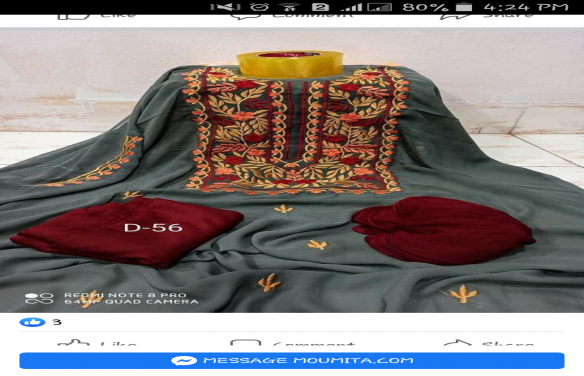 80% 4:24 PM
Like Comment Share
D-56
REDMI NOTE 8 PRO
64MP QUAD CAMERA
3
Like Comment Share
MESSAGE MOUMITA.COM